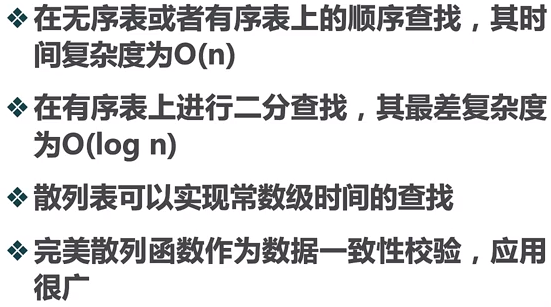 ❖在无序表或者有序表上的顺序查找，其时
间复杂度为O(n)
❖在有序表上进行二分查找，其最差复杂度
为O(log n)
❖散列表可以实现常数级时间的查找
❖完美散列函数作为数据一致性校验，应用
很广